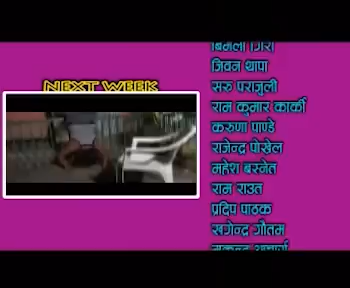 NEXT WEEK
बिमला गिरी
जिवन थापा
सरु पराजुली
राम कुमार कार्की
करुणा पाण्डे
राजेन्द्र पोखेल
महेश बस्नेत
राम राउत
प्रदिप पाठक
खगेन्द्र गौतम